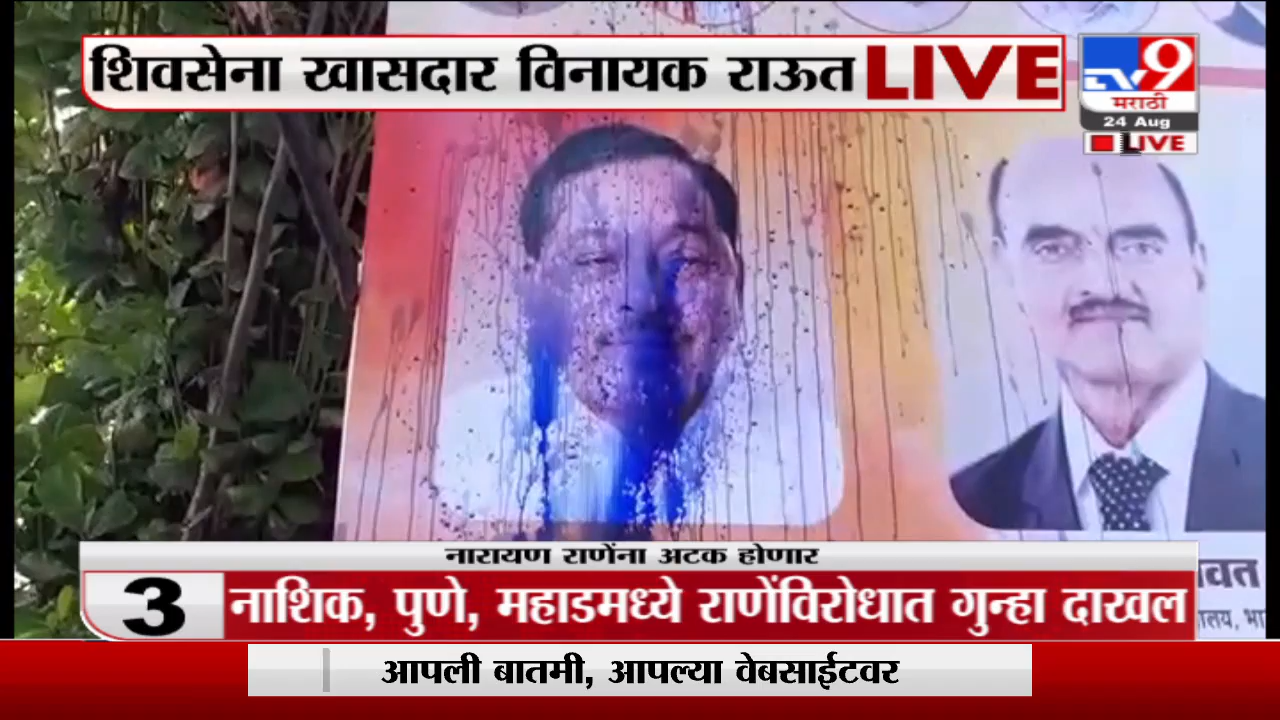 शिवसेना खासदार विनायक राऊत LIVE
TV9
मराठी
24 Aug
LIVE
नारायण राणेंना अटक होणार
3 नाशिक, पुणे, महाडमध्ये राणेंविरोधात गुन्हा दाखल
आपली बातमी, आपल्या वेबसाईटवर